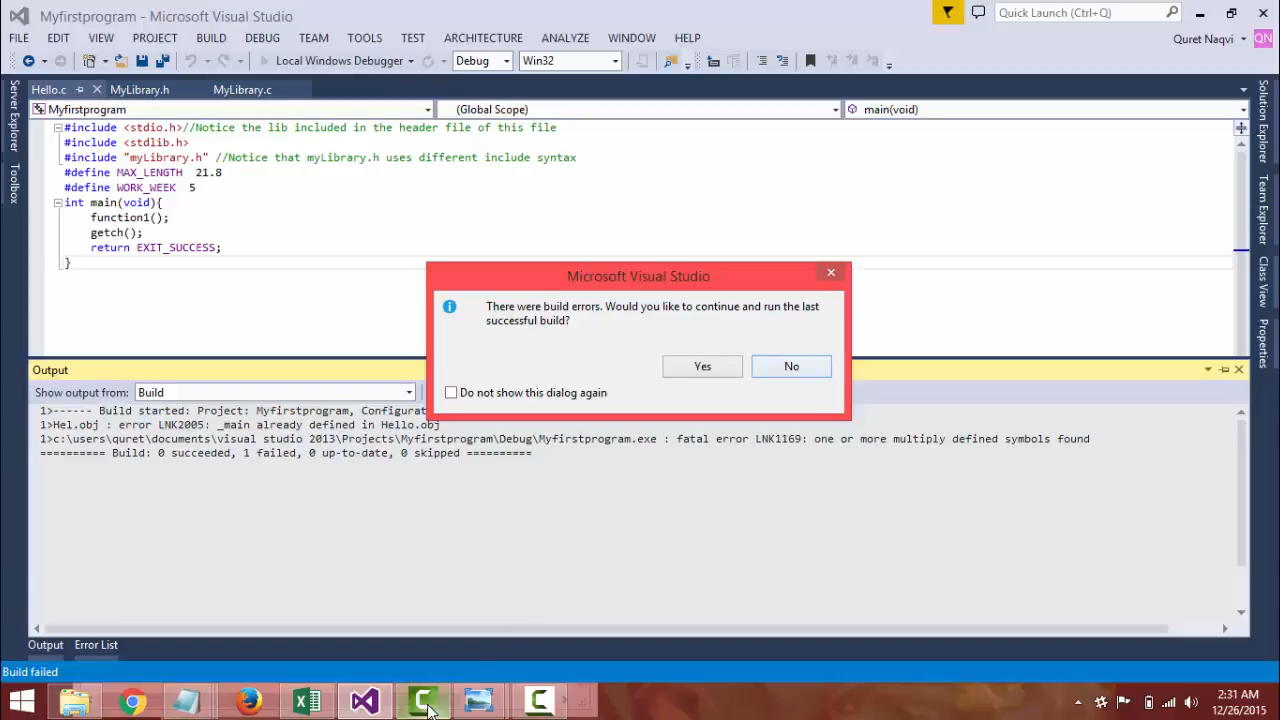 Myfirstprogram - Microsoft Visual Studio
Quick Launch (Ctrl+Q)
FILE EDIT VIEW PROJECT BUILD DEBUG TEAM TOOLS TEST ARCHITECTURE ANALYZE WINDOW HELP
Quret Naqvi QN
Local Windows Debugger Debug Win32
Hello.c MyLibrary.h MyLibrary.c
Myfirstprogram (Global Scope) main(void)
Server Explorer
Toolbox
#include <stdio.h>//Notice the lib included in the header file of this file
#include <stdlib.h>
#include "myLibrary.h" //Notice that myLibrary.h uses different include syntax
#define MAX_LENGTH 21.8
#define WORK_WEEK 5
int main(void){
function1();
getch();
return EXIT_SUCCESS;
}
Solution Explorer
Team Explorer
Class View
Properties
Microsoft Visual Studio
There were build errors. Would you like to continue and run the last
successful build?
Yes No
Do not show this dialog again
Output
Show output from: Build
1>------ Build started: Project: Myfirstprogram, Configurat
1>Hel.obj : error LNK2005: _main already defined in Hello.obj
1>c:\users\quret\documents\visual studio 2013\Projects\Myfirstprogram\Debug\Myfirstprogram.exe : fatal error LNK1169: one or more multiply defined symbols found
========== Build: 0 succeeded, 1 failed, 0 up-to-date, 0 skipped ==========
Output Error List
Build failed
2:31 AM
12/26/2015